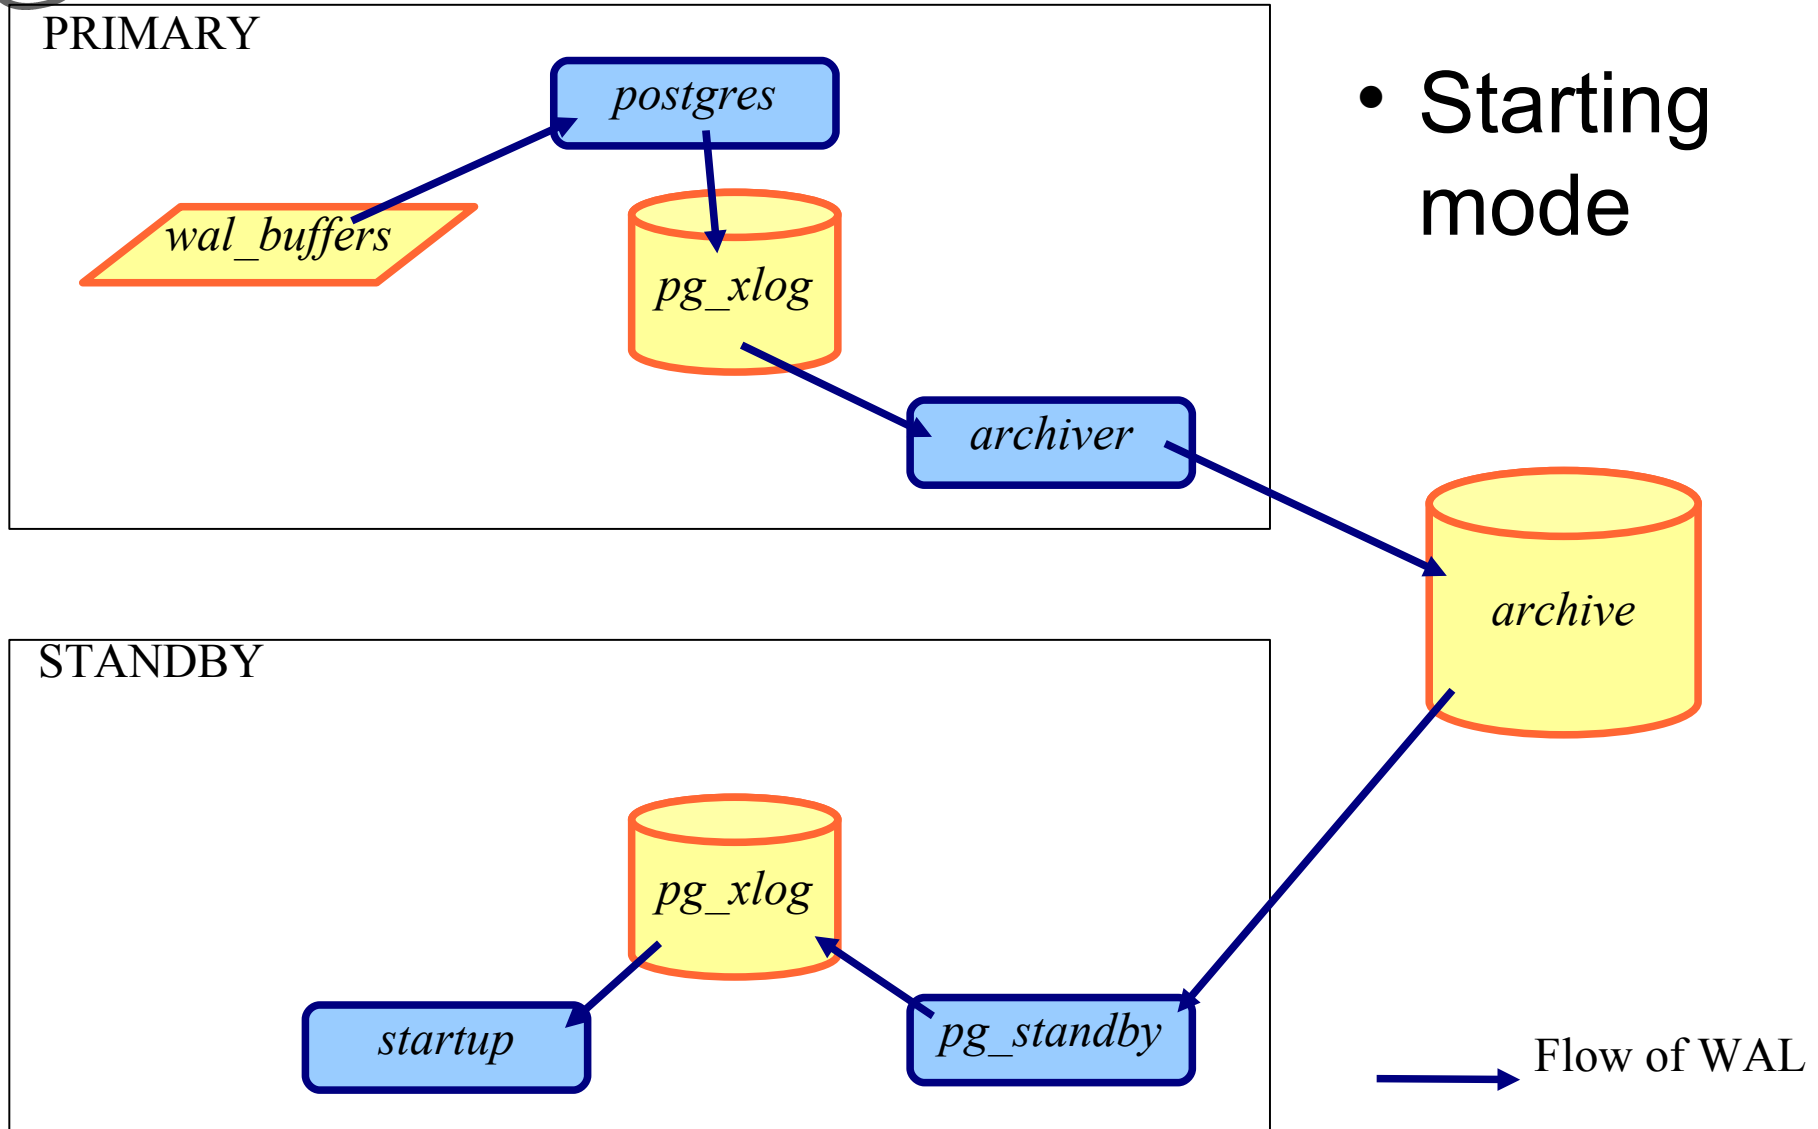 PRIMARY
postgres
• Starting
mode
wal_buffers
pg_xlog
archiver
archive
STANDBY
pg_xlog
startup
pg_standby
Flow of WAL